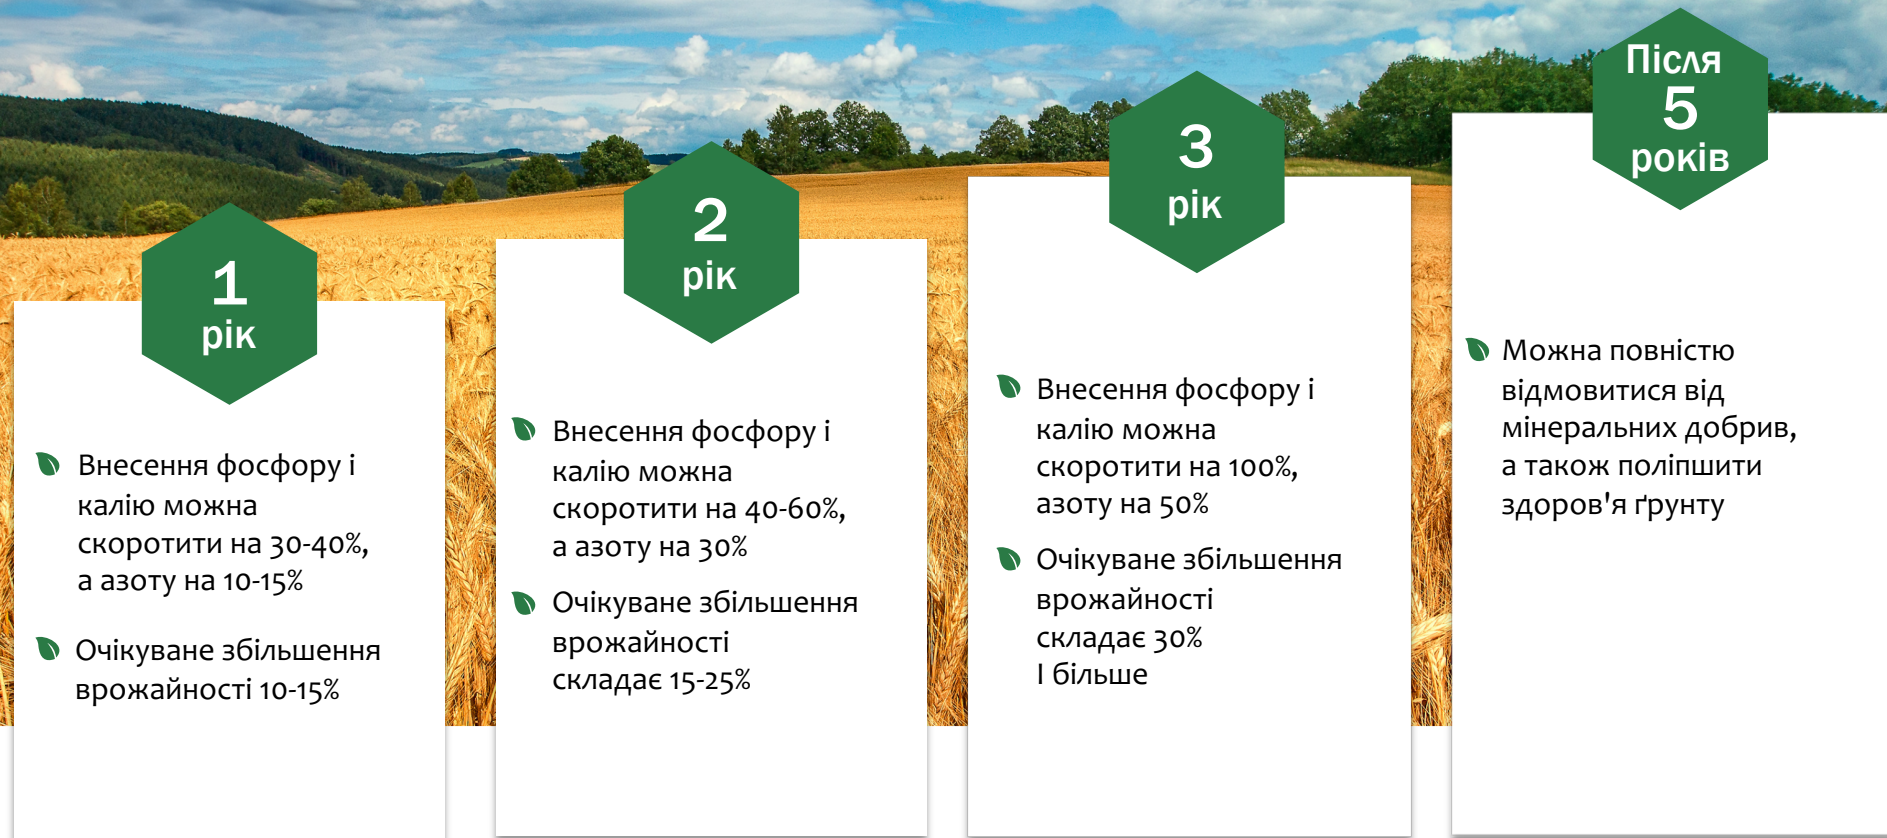 1
рік
Внесення фосфору і
калію можна
скоротити на 30-40%,
а азоту на 10-15%
Очікуване збільшення
врожайності 10-15%
2
рік
Внесення фосфору і
калію можна
скоротити на 40-60%,
а азоту на 30%
Очікуване збільшення
врожайності
складає 15-25%
3
рік
Внесення фосфору і
калію можна
скоротити на 100%,
азоту на 50%
Очікуване збільшення
врожайності
складає 30%
І більше
Після
5
років
Можна повністю
відмовитися від
мінеральних добрив,
а також поліпшити
здоров'я ґрунту